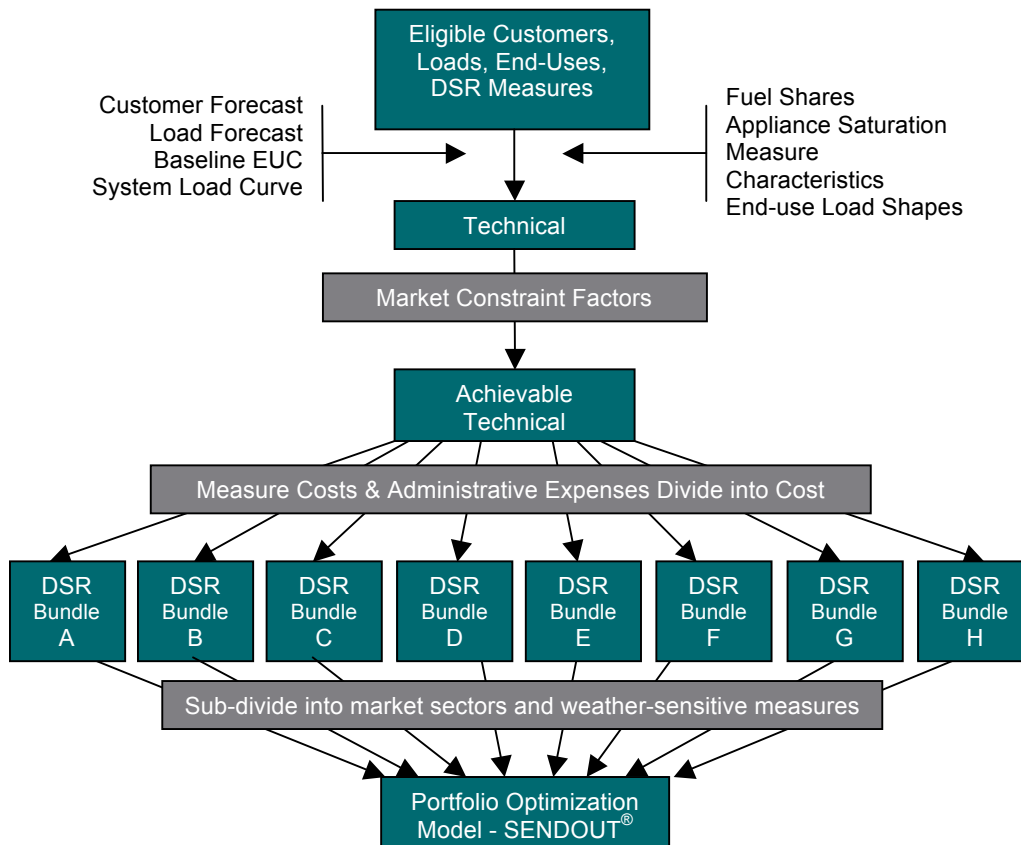 Eligible Customers,
Loads, End-Uses,
DSR Measures
Customer Forecast
Load Forecast
Baseline EUC
System Load Curve
Fuel Shares
Appliance Saturation
Measure
Characteristics
End-use Load Shapes
Technical
Market Constraint Factors
Achievable
Technical
Measure Costs & Administrative Expenses Divide into Cost
DSR
Bundle
A
DSR
Bundle
B
DSR
Bundle
C
DSR
Bundle
D
DSR
Bundle
E
DSR
Bundle
F
DSR
Bundle
G
DSR
Bundle
H
Sub-divide into market sectors and weather-sensitive measures
Portfolio Optimization
Model - SENDOUT®